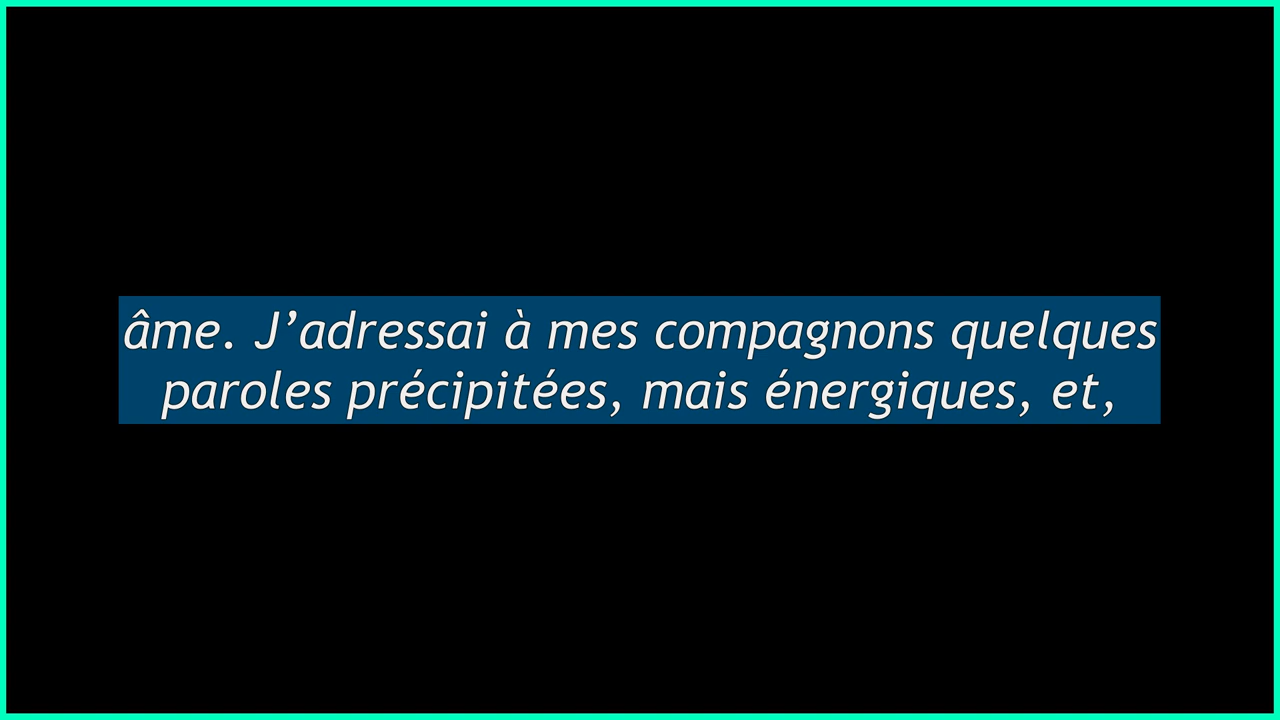 âme. J’adressai à mes compagnons quelques
paroles précipitées, mais énergiques, et,